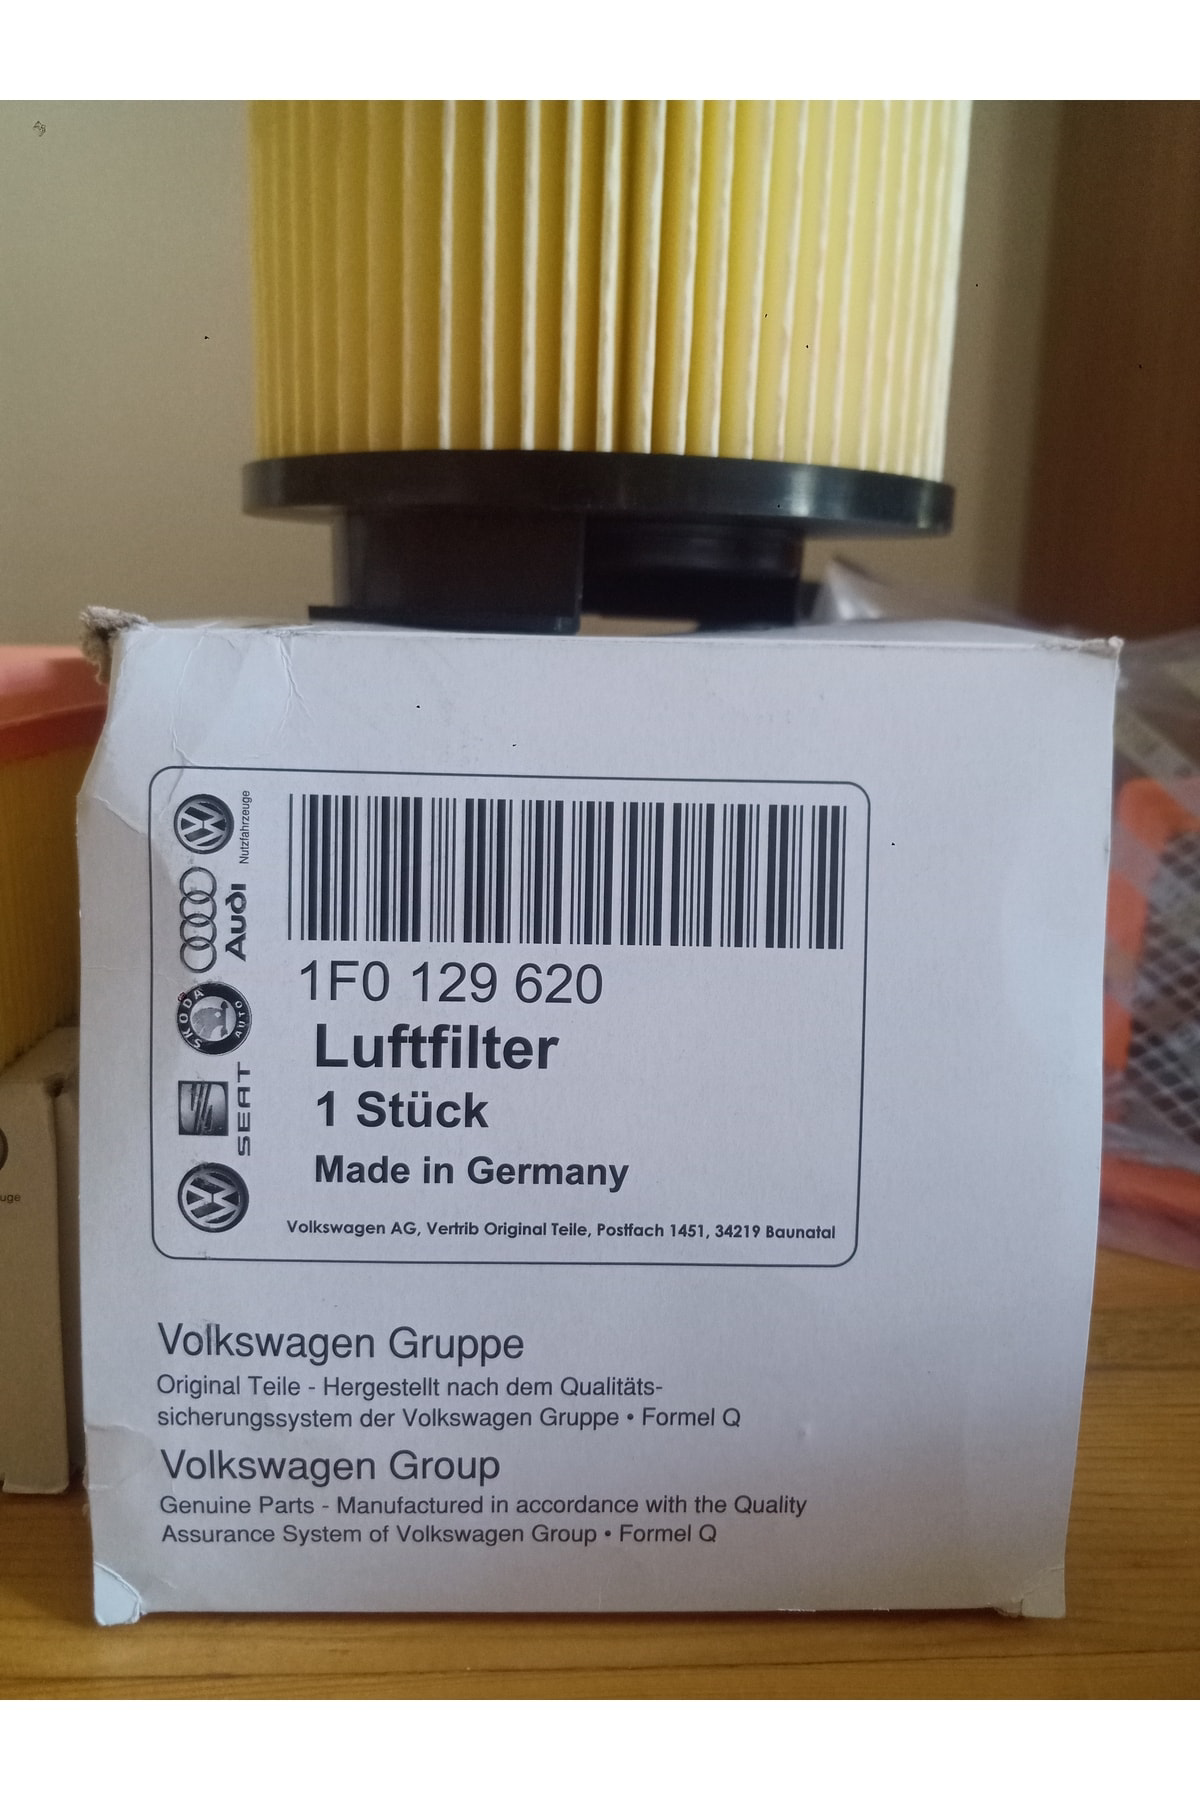 Nutzfahrzeuge
Audi
SKODA
AUTO
SEAT
1F0 129 620
Luftfilter
1 Stück
Made in Germany
Volkswagen AG, Vertrib Original Teile, Postfach 1451, 34219 Baunatal
Volkswagen Gruppe
Original Teile - Hergestellt nach dem Qualitäts-
sicherungssystem der Volkswagen Gruppe • Formel Q
Volkswagen Group
Genuine Parts - Manufactured in accordance with the Quality
Assurance System of Volkswagen Group • Formel Q
uge